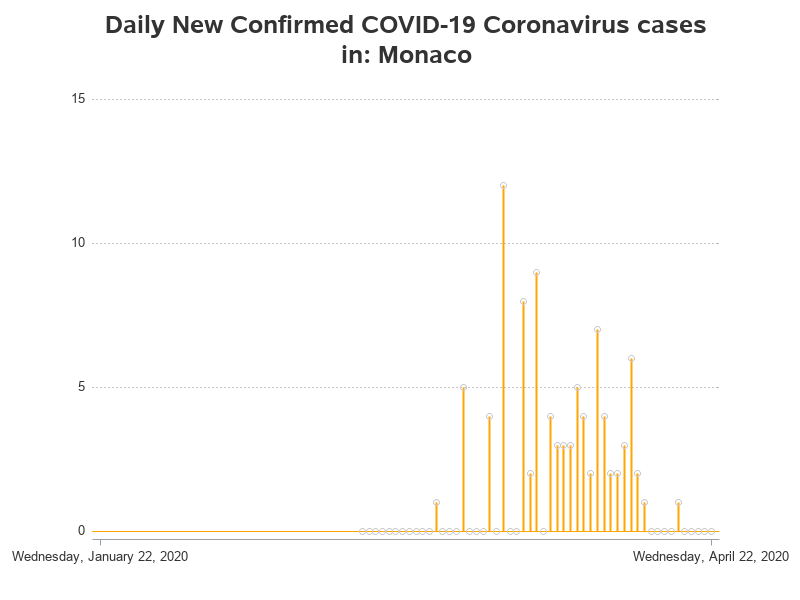 Daily New Confirmed COVID-19 Coronavirus cases
in: Monaco
15
10
5
0
Wednesday, January 22, 2020 Wednesday, April 22, 2020